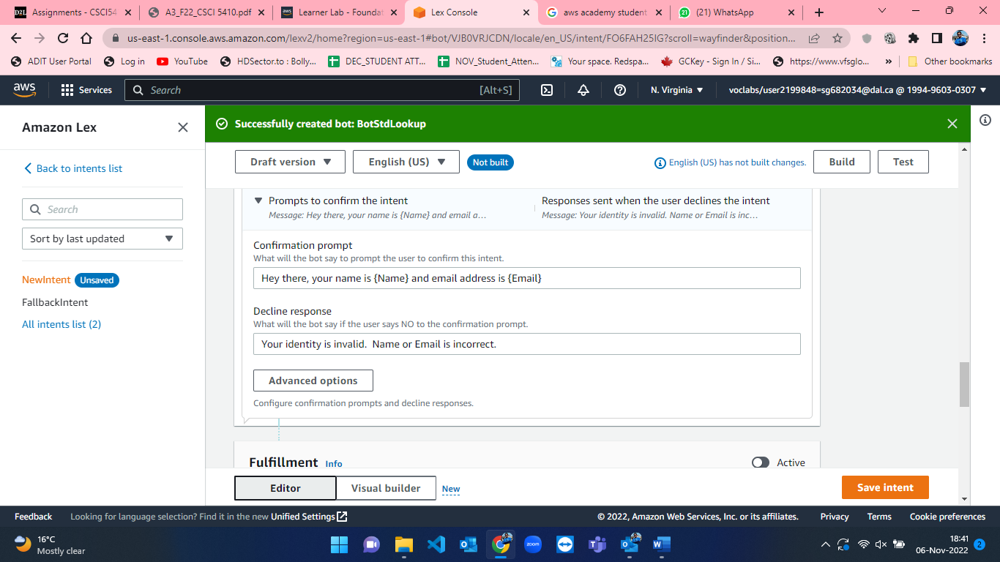 D2L Assignments - CSCI54
A3_F22_CSCI 5410.pdf
aws Learner Lab - Foundat
Lex Console
aws academy student
(21) WhatsApp
us-east-1.console.aws.amazon.com/lexv2/home?region=us-east-1#bot/VJB0VRJCDN/locale/en_US/intent/FO6FAH25IG?scroll=wayfinder&position...
ADIT User Portal
Log in
YouTube
HDSector.to : Bolly...
DEC_STUDENT ATT...
NOV_Student_Atten...
Your space. Redspa...
GCKey - Sign In / Si...
https://www.vfsglo...
»
Other bookmarks
aws
Services
Search
[Alt+S]
N. Virginia
voclabs/user2199848=sg682034@dal.ca @ 1994-9603-0307
Amazon Lex
Successfully created bot: BotStdLookup
Back to intents list
Draft version
English (US)
Not built
English (US) has not built changes.
Build
Test
Search
Sort by last updated
NewIntent Unsaved
FallbackIntent
All intents list (2)
Prompts to confirm the intent
Message: Hey there, your name is {Name} and email a…
Responses sent when the user declines the intent
Message: Your identity is invalid. Name or Email is inc…
Confirmation prompt
What will the bot say to prompt the user to confirm this intent.
Hey there, your name is {Name} and email address is {Email}
Decline response
What will the bot say if the user says NO to the confirmation prompt.
Your identity is invalid.  Name or Email is incorrect.
Advanced options
Configure confirmation prompts and decline responses.
Fulfillment Info
Active
Editor
Visual builder
New
Save intent
Feedback
Looking for language selection? Find it in the new Unified Settings
© 2022, Amazon Web Services, Inc. or its affiliates.
Privacy
Terms
Cookie preferences
16°C
Mostly clear
zoom
18:41
06-Nov-2022
2